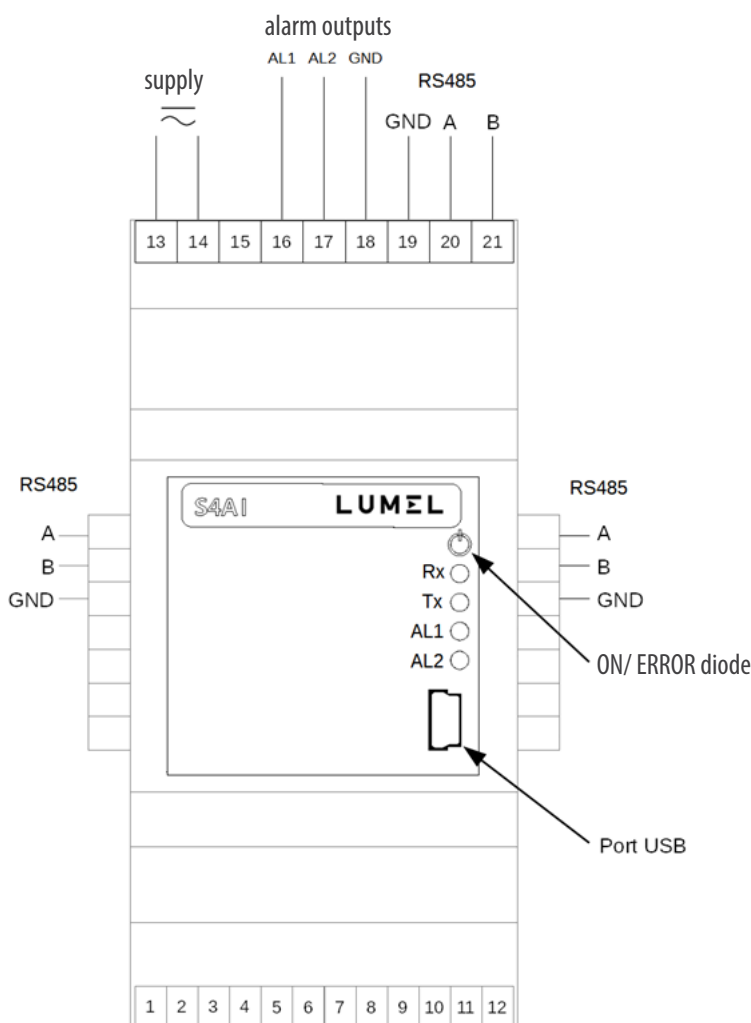 alarm outputs
AL1 AL2 GND
supply
RS485
GND A B
13 14 15 16 17 18 19 20 21
RS485
RS485
S4AI LUMEL
A
A
Rx
B
B
Tx
GND
GND
AL1
AL2
ON/ ERROR diode
Port USB
1 2 3 4 5 6 7 8 9 10 11 12